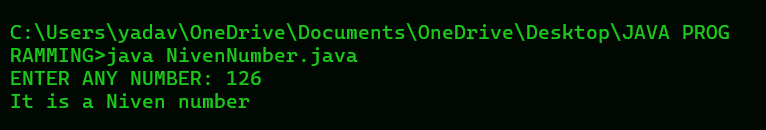 C:\Users\yadav\OneDrive\Documents\OneDrive\Desktop\JAVA PROG
RAMMING>java NivenNumber.java
ENTER ANY NUMBER: 126
It is a Niven number